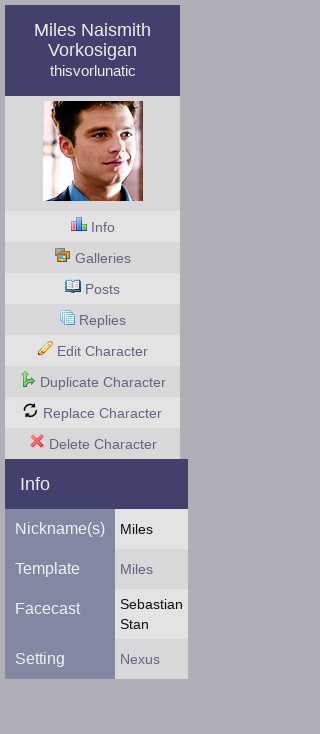 Miles Naismith
Vorkosigan
thisvorlunatic
Info
Galleries
Posts
Replies
Edit Character
Duplicate Character
Replace Character
Delete Character
Info
Nickname(s) Miles
Template Miles
Facecast Sebastian
Stan
Setting Nexus